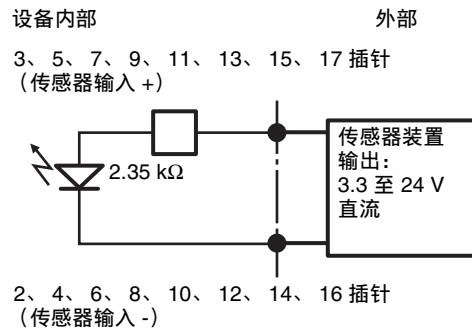 设备内部 外部
3、 5、 7、 9、 11、 13、 15、 17 插针
（传感器输入 +）
2.35 kΩ
传感器装置
输出：
3.3 至 24 V
直流
2、 4、 6、 8、 10、 12、 14、 16 插针
（传感器输入 -）